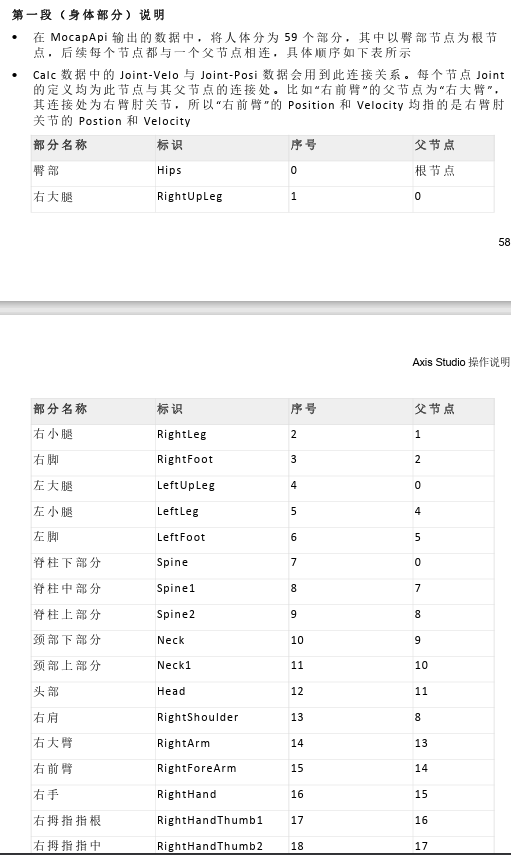 第一段（身体部分）说明
• 在 MocapApi 输出的数据中，将人体分为 59 个部分，其中以臀部节点为根节
点，后续每个节点都与一个父节点相连，具体顺序如下表所示
• Calc 数据中的 Joint-Velo 与 Joint-Posi 数据会用到此连接关系。每个节点 Joint
的定义均为此节点与其父节点的连接处。比如“右前臂”的父节点为“右大臂”，
其连接处为右臂肘关节，所以“右前臂”的 Position 和 Velocity 均指的是右臂肘
关节的 Postion 和 Velocity
部分名称 标识 序号 父节点
臀部 Hips 0 根节点
右大腿 RightUpLeg 1 0
58
Axis Studio 操作说明
部分名称 标识 序号 父节点
右小腿 RightLeg 2 1
右脚 RightFoot 3 2
左大腿 LeftUpLeg 4 0
左小腿 LeftLeg 5 4
左脚 LeftFoot 6 5
脊柱下部分 Spine 7 0
脊柱中部分 Spine1 8 7
脊柱上部分 Spine2 9 8
颈部下部分 Neck 10 9
颈部上部分 Neck1 11 10
头部 Head 12 11
右肩 RightShoulder 13 8
右大臂 RightArm 14 13
右前臂 RightForeArm 15 14
右手 RightHand 16 15
右拇指指根 RightHandThumb1 17 16
右拇指指中 RightHandThumb2 18 17